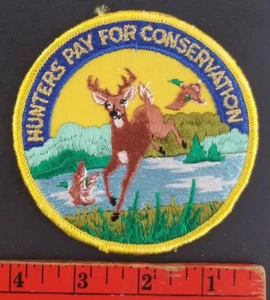 HUNTERS PAY FOR CONSERVATION
4 3 2 1